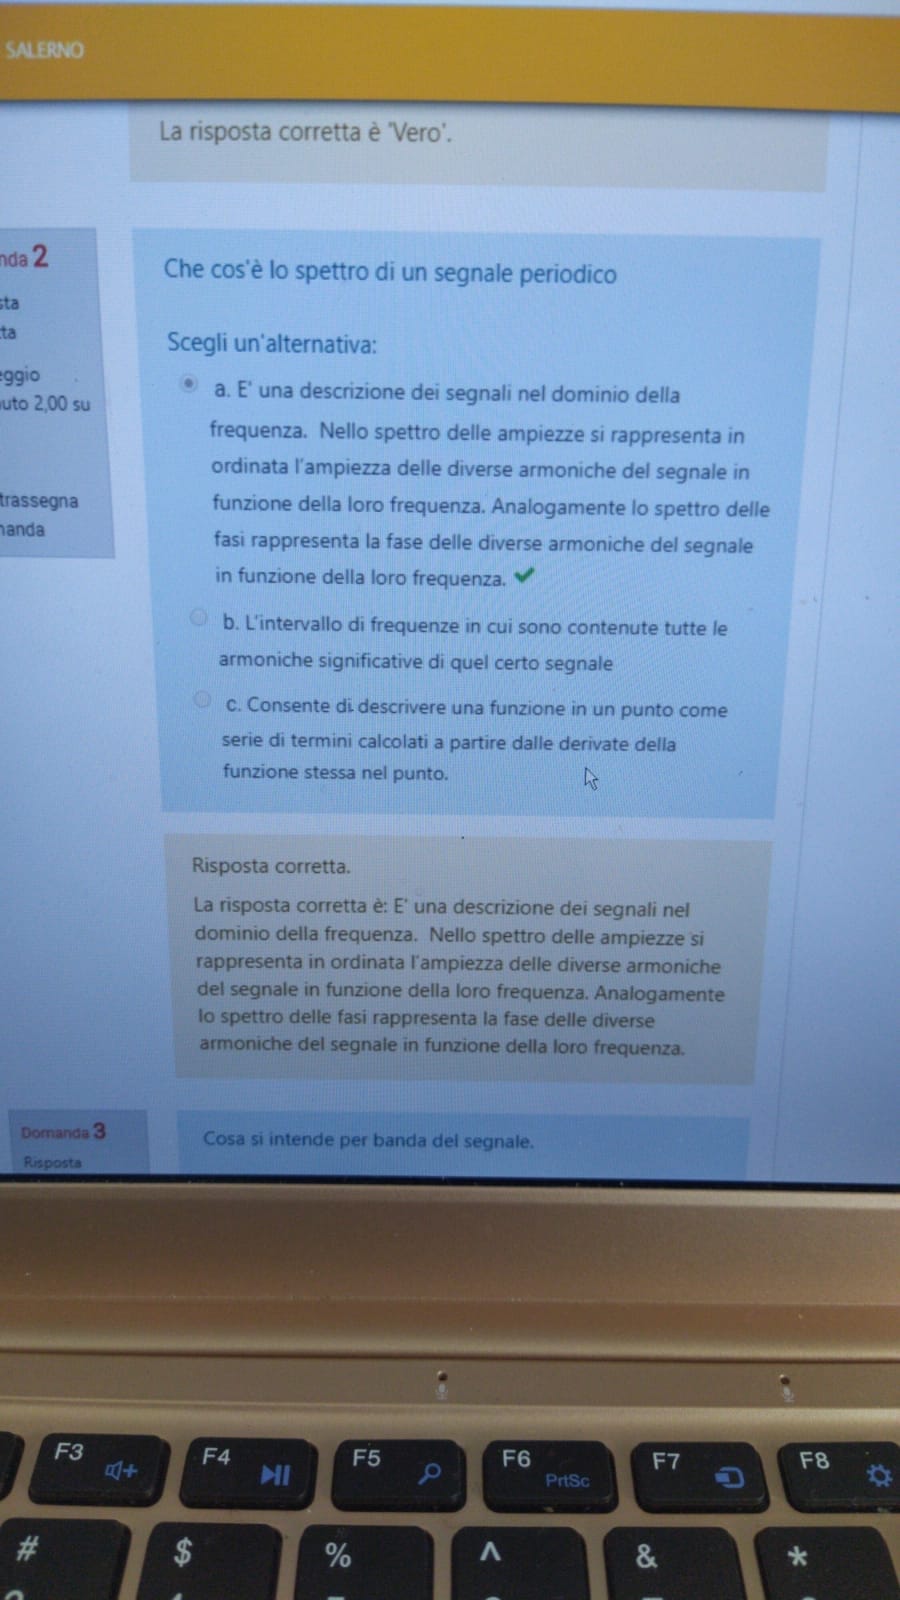 SALERNO
La risposta corretta è 'Vero'.
nda 2
sta
ta
eggio
uto 2,00 su
trassegna
anda
Che cos'è lo spettro di un segnale periodico
Scegli un'alternativa:
a. E' una descrizione dei segnali nel dominio della
frequenza. Nello spettro delle ampiezze si rappresenta in
ordinata l'ampiezza delle diverse armoniche del segnale in
funzione della loro frequenza. Analogamente lo spettro delle
fasi rappresenta la fase delle diverse armoniche del segnale
in funzione della loro frequenza.
b. L'intervallo di frequenze in cui sono contenute tutte le
armoniche significative di quel certo segnale
c. Consente di descrivere una funzione in un punto come
serie di termini calcolati a partire dalle derivate della
funzione stessa nel punto.
Risposta corretta.
La risposta corretta è: E' una descrizione dei segnali nel
dominio della frequenza. Nello spettro delle ampiezze si
rappresenta in ordinata l'ampiezza delle diverse armoniche
del segnale in funzione della loro frequenza. Analogamente
lo spettro delle fasi rappresenta la fase delle diverse
armoniche del segnale in funzione della loro frequenza.
Domanda 3
Risposta
Cosa si intende per banda del segnale.
F3
F4
F5
F6
PrtSc
F7
F8
# $ % ^ & *